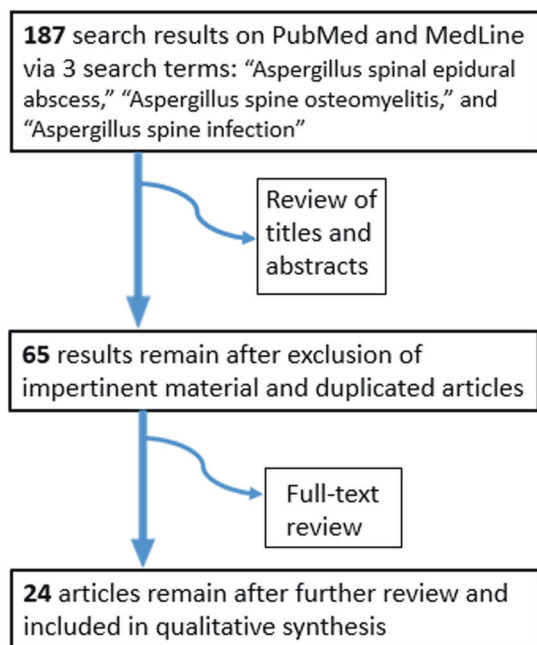 187 search results on PubMed and MedLine
via 3 search terms: “Aspergillus spinal epidural
abscess,” “Aspergillus spine osteomyelitis,” and
“Aspergillus spine infection”
Review of
titles and
abstracts
65 results remain after exclusion of
impertinent material and duplicated articles
Full-text
review
24 articles remain after further review and
included in qualitative synthesis